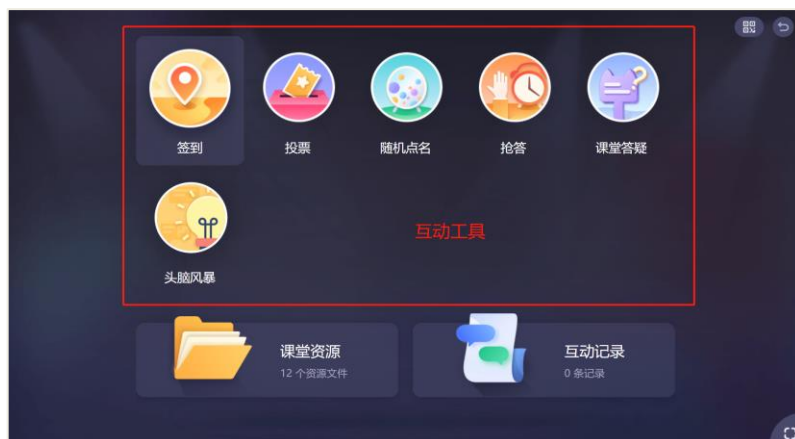 签到
投票
随机点名
抢答
课堂答疑
头脑风暴
互动工具
课堂资源
12 个资源文件
互动记录
0 条记录